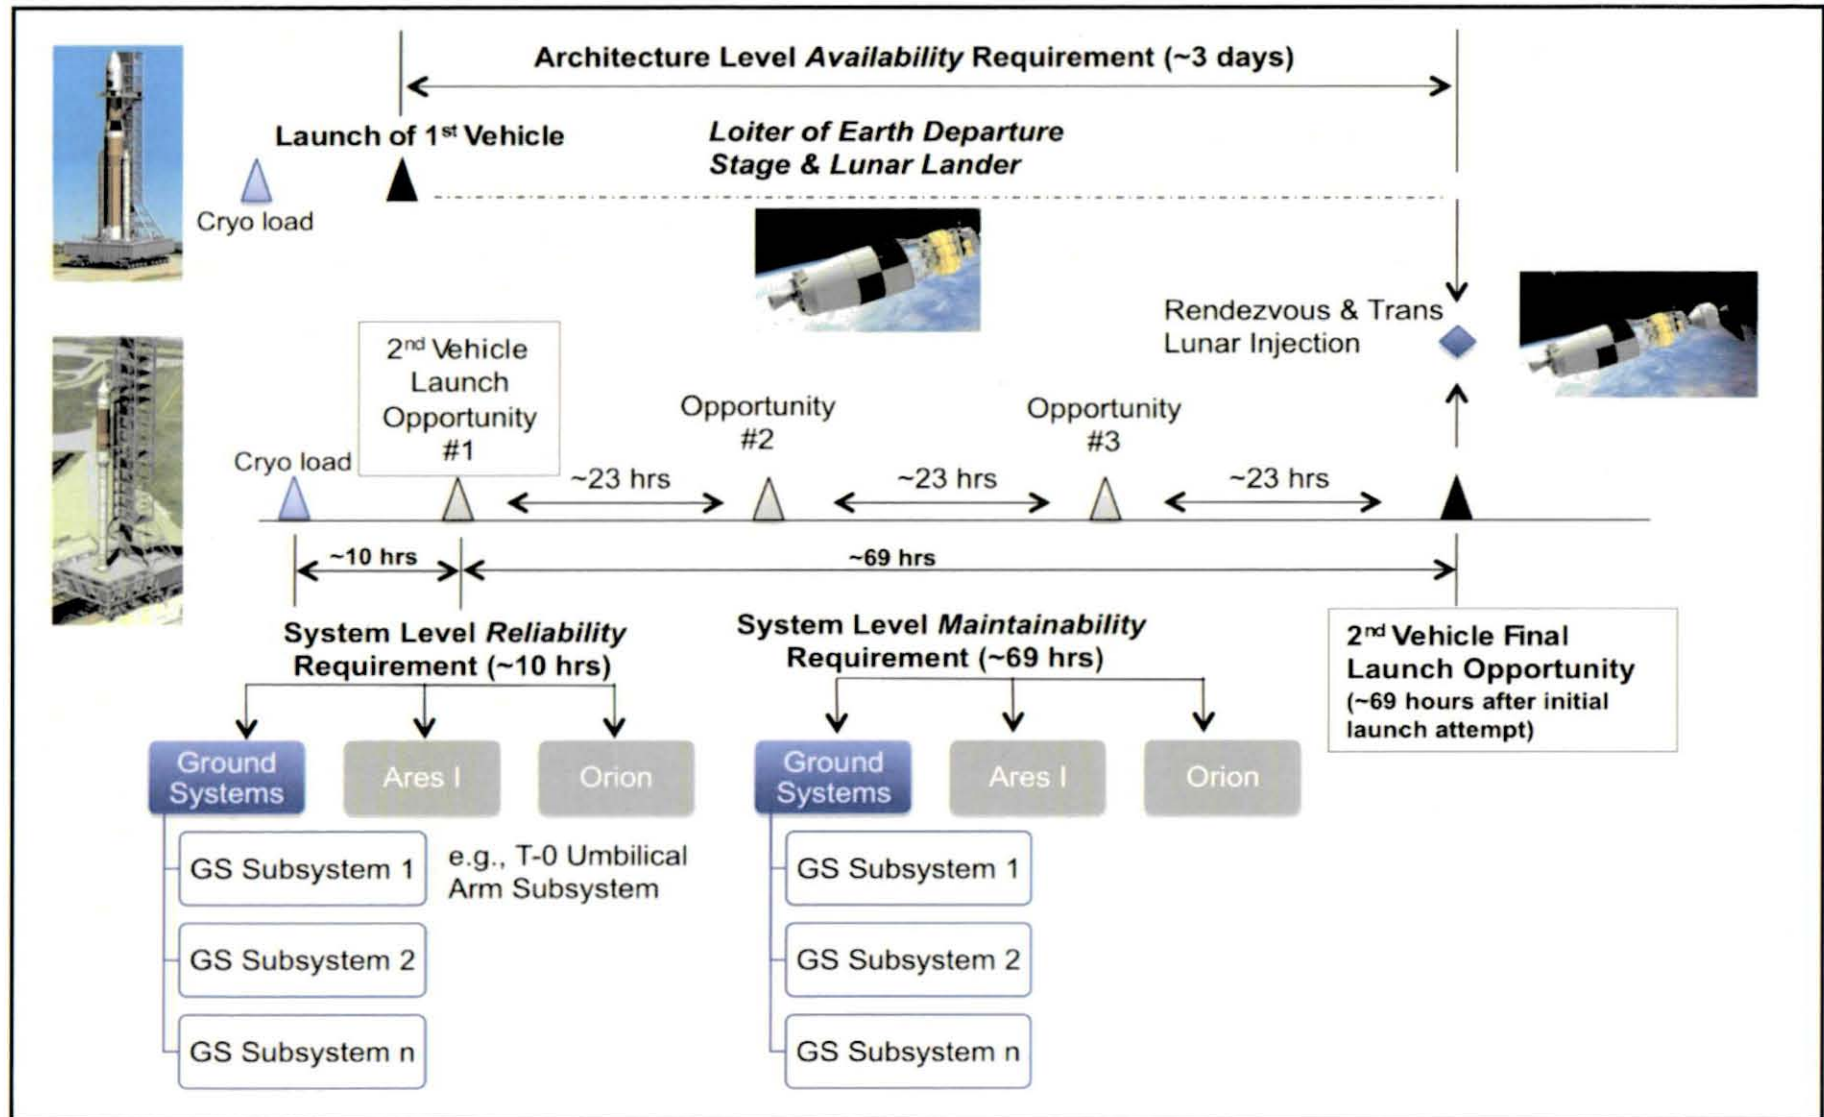 Architecture Level Availability Requirement (~3 days)
Launch of 1st Vehicle
Loiter of Earth Departure
Stage & Lunar Lander
Cryo load
Rendezvous & Trans
Lunar Injection
2nd Vehicle
Launch
Opportunity
#1
Opportunity
#2
Opportunity
#3
Cryo load
~23 hrs
~23 hrs
~23 hrs
~10 hrs
~69 hrs
System Level Reliability
Requirement (~10 hrs)
System Level Maintainability
Requirement (~69 hrs)
2nd Vehicle Final
Launch Opportunity
(~69 hours after initial
launch attempt)
Ground
Systems
Ares I
Orion
GS Subsystem 1
e.g., T-0 Umbilical
Arm Subsystem
GS Subsystem 2
GS Subsystem n
Ground
Systems
Ares I
Orion
GS Subsystem 1
GS Subsystem 2
GS Subsystem n